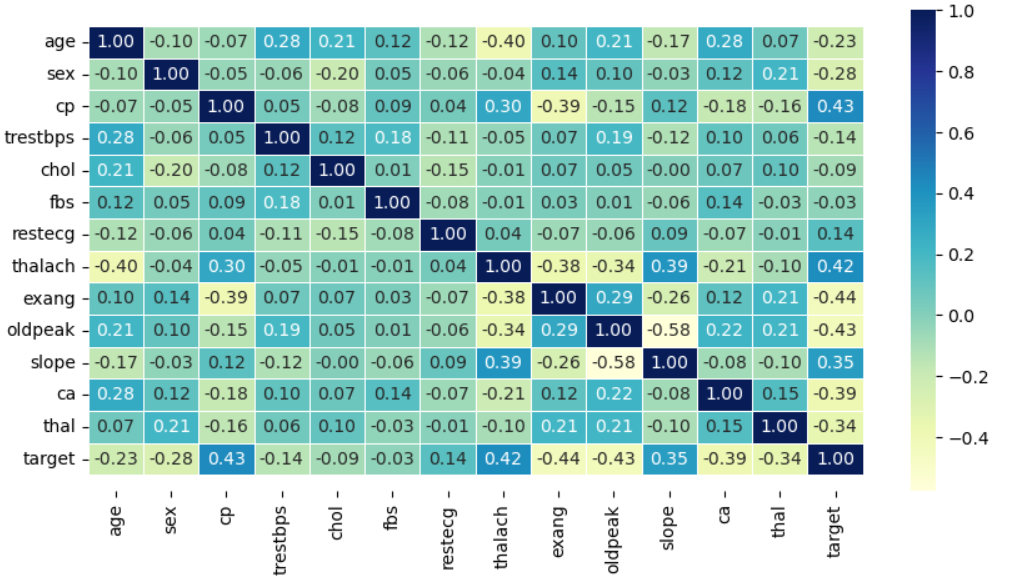 age 1.00 -0.10 -0.07 0.28 0.21 0.12 -0.12 -0.40 0.10 0.21 -0.17 0.28 0.07 -0.23
sex -0.10 1.00 -0.05 -0.06 -0.20 0.05 -0.06 -0.04 0.14 0.10 -0.03 0.12 0.21 -0.28
cp -0.07 -0.05 1.00 0.05 -0.08 0.09 0.04 0.30 -0.39 -0.15 0.12 -0.18 -0.16 0.43
trestbps 0.28 -0.06 0.05 1.00 0.12 0.18 -0.11 -0.05 0.07 0.19 -0.12 0.10 0.06 -0.14
chol 0.21 -0.20 -0.08 0.12 1.00 0.01 -0.15 -0.01 0.07 0.05 -0.00 0.07 0.10 -0.09
fbs 0.12 0.05 0.09 0.18 0.01 1.00 -0.08 -0.01 0.03 0.01 -0.06 0.14 -0.03 -0.03
restecg -0.12 -0.06 0.04 -0.11 -0.15 -0.08 1.00 0.04 -0.07 -0.06 0.09 -0.07 -0.01 0.14
thalach -0.40 -0.04 0.30 -0.05 -0.01 -0.01 0.04 1.00 -0.38 -0.34 0.39 -0.21 -0.10 0.42
exang 0.10 0.14 -0.39 0.07 0.07 0.03 -0.07 -0.38 1.00 0.29 -0.26 0.12 0.21 -0.44
oldpeak 0.21 0.10 -0.15 0.19 0.05 0.01 -0.06 -0.34 0.29 1.00 -0.58 0.22 0.21 -0.43
slope -0.17 -0.03 0.12 -0.12 -0.00 -0.06 0.09 0.39 -0.26 -0.58 1.00 -0.08 -0.10 0.35
ca 0.28 0.12 -0.18 0.10 0.07 0.14 -0.07 -0.21 0.12 0.22 -0.08 1.00 0.15 -0.39
thal 0.07 0.21 -0.16 0.06 0.10 -0.03 -0.01 -0.10 0.21 0.21 -0.10 0.15 1.00 -0.34
target -0.23 -0.28 0.43 -0.14 -0.09 -0.03 0.14 0.42 -0.44 -0.43 0.35 -0.39 -0.34 1.00
age sex cp trestbps chol fbs restecg thalach exang oldpeak slope ca thal target
1.0
0.8
0.6
0.4
0.2
0.0
−0.2
−0.4